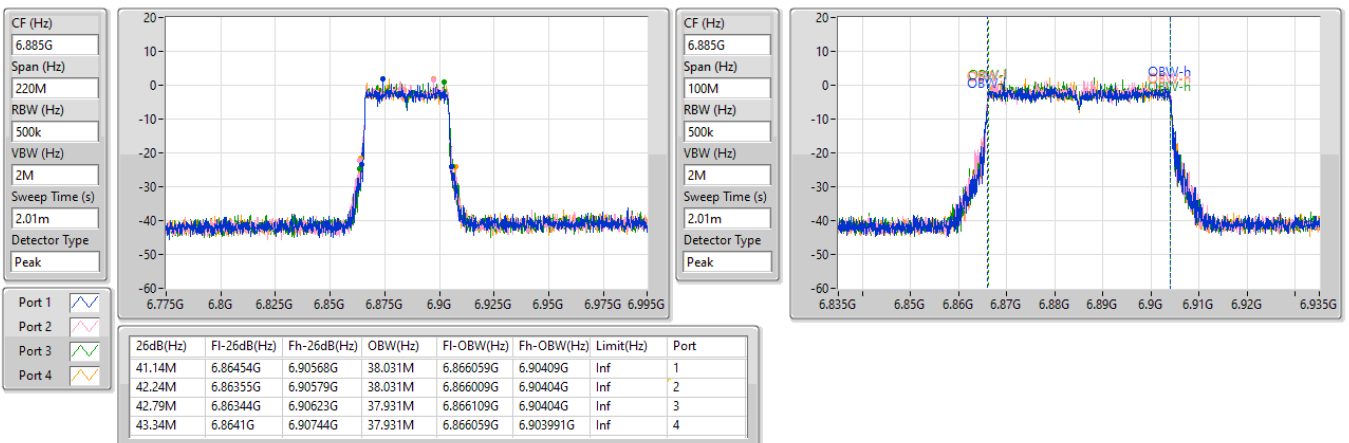 CF (Hz)
6.885G
Span (Hz)
220M
RBW (Hz)
500k
VBW (Hz)
2M
Sweep Time (s)
2.01m
Detector Type
Peak
20
10
0
-10
-20
-30
-40
-50
-60
6.775G 6.8G 6.825G 6.85G 6.875G 6.9G 6.925G 6.95G 6.975G 6.995G
CF (Hz)
6.885G
Span (Hz)
100M
RBW (Hz)
500k
VBW (Hz)
2M
Sweep Time (s)
2.01m
Detector Type
Peak
20
10
0
-10
-20
-30
-40
-50
-60
OBW-l OBW-h
OBW-h
OBW-h
6.835G 6.85G 6.86G 6.87G 6.88G 6.89G 6.9G 6.91G 6.92G 6.935G
Port 1
Port 2
Port 3
Port 4
26dB(Hz) Fl-26dB(Hz) Fh-26dB(Hz) OBW(Hz) Fl-OBW(Hz) Fh-OBW(Hz) Limit(Hz) Port
41.14M 6.86454G 6.90568G 38.031M 6.866059G 6.90409G Inf 1
42.24M 6.86355G 6.90579G 38.031M 6.866009G 6.90404G Inf 2
42.79M 6.86344G 6.90623G 37.931M 6.866109G 6.90404G Inf 3
43.34M 6.8641G 6.90744G 37.931M 6.866059G 6.903991G Inf 4